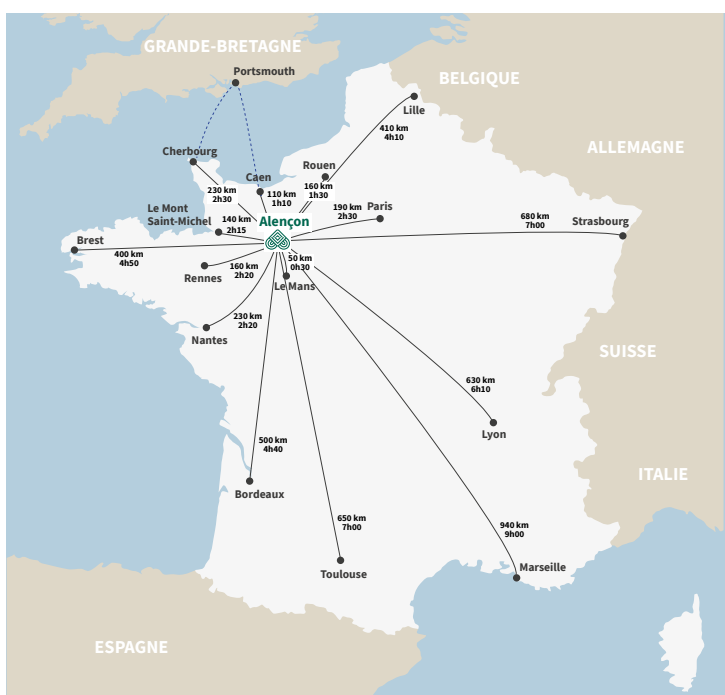 GRANDE-BRETAGNE
Portsmouth
BELGIQUE
Lille
410 km
4h10
ALLEMAGNE
Cherbourg
Rouen
Caen
230 km
2h30
110 km
1h10
160 km
1h30
Le Mont
Saint-Michel
140 km
2h15
190 km
2h30
Paris
Alençon
680 km
7h00
Strasbourg
Brest
400 km
4h50
Rennes
160 km
2h20
50 km
0h30
Le Mans
230 km
2h20
Nantes
SUISSE
630 km
6h10
Lyon
500 km
4h40
Bordeaux
ITALIE
650 km
7h00
Toulouse
940 km
9h00
Marseille
ESPAGNE